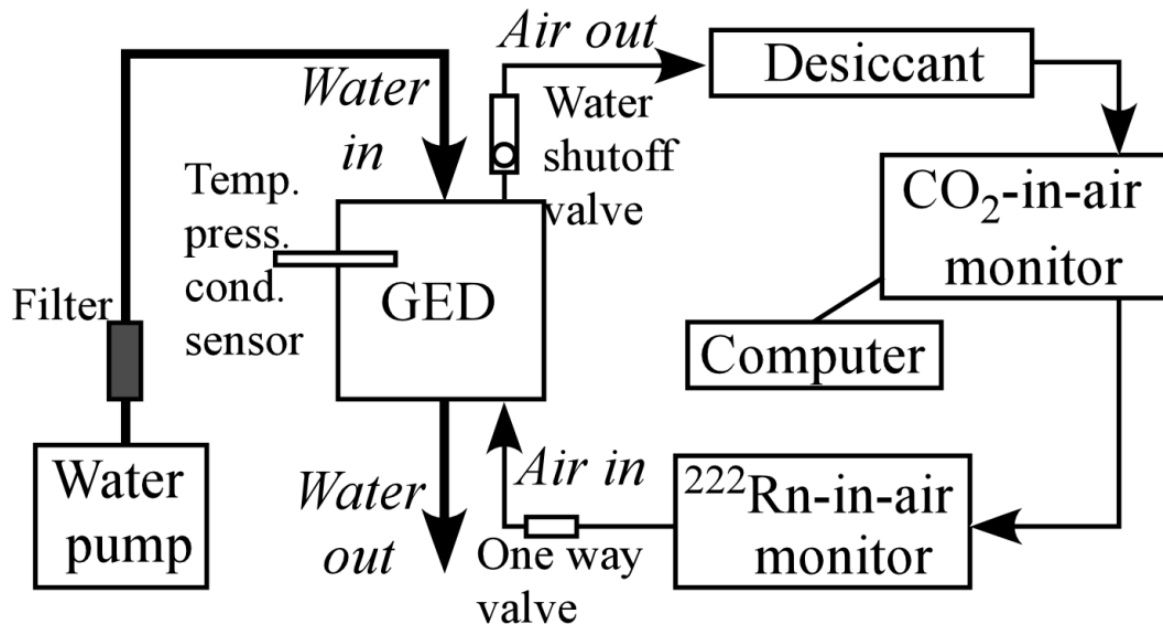 Air out
Desiccant
Water
in
Water
shutoff
valve
CO₂-in-air
monitor
Temp.
press.
cond.
sensor
GED
Filter
Computer
Water
pump
Water
out
Air in
One way
valve
²²²Rn-in-air
monitor